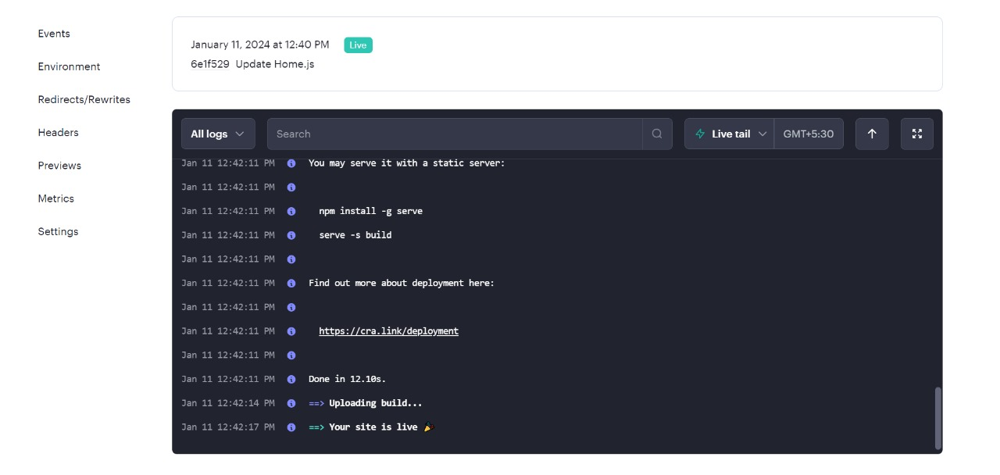 Events
Environment
Redirects/Rewrites
Headers
Previews
Metrics
Settings
January 11, 2024 at 12:40 PM Live
6e1f529 Update Home.js
All logs Search Live tail GMT+5:30
Jan 11 12:42:11 PM You may serve it with a static server:
Jan 11 12:42:11 PM
Jan 11 12:42:11 PM npm install -g serve
Jan 11 12:42:11 PM serve -s build
Jan 11 12:42:11 PM
Jan 11 12:42:11 PM Find out more about deployment here:
Jan 11 12:42:11 PM
Jan 11 12:42:11 PM https://cra.link/deployment
Jan 11 12:42:11 PM
Jan 11 12:42:11 PM Done in 12.10s.
Jan 11 12:42:14 PM ==> Uploading build...
Jan 11 12:42:17 PM ==> Your site is live 🎉